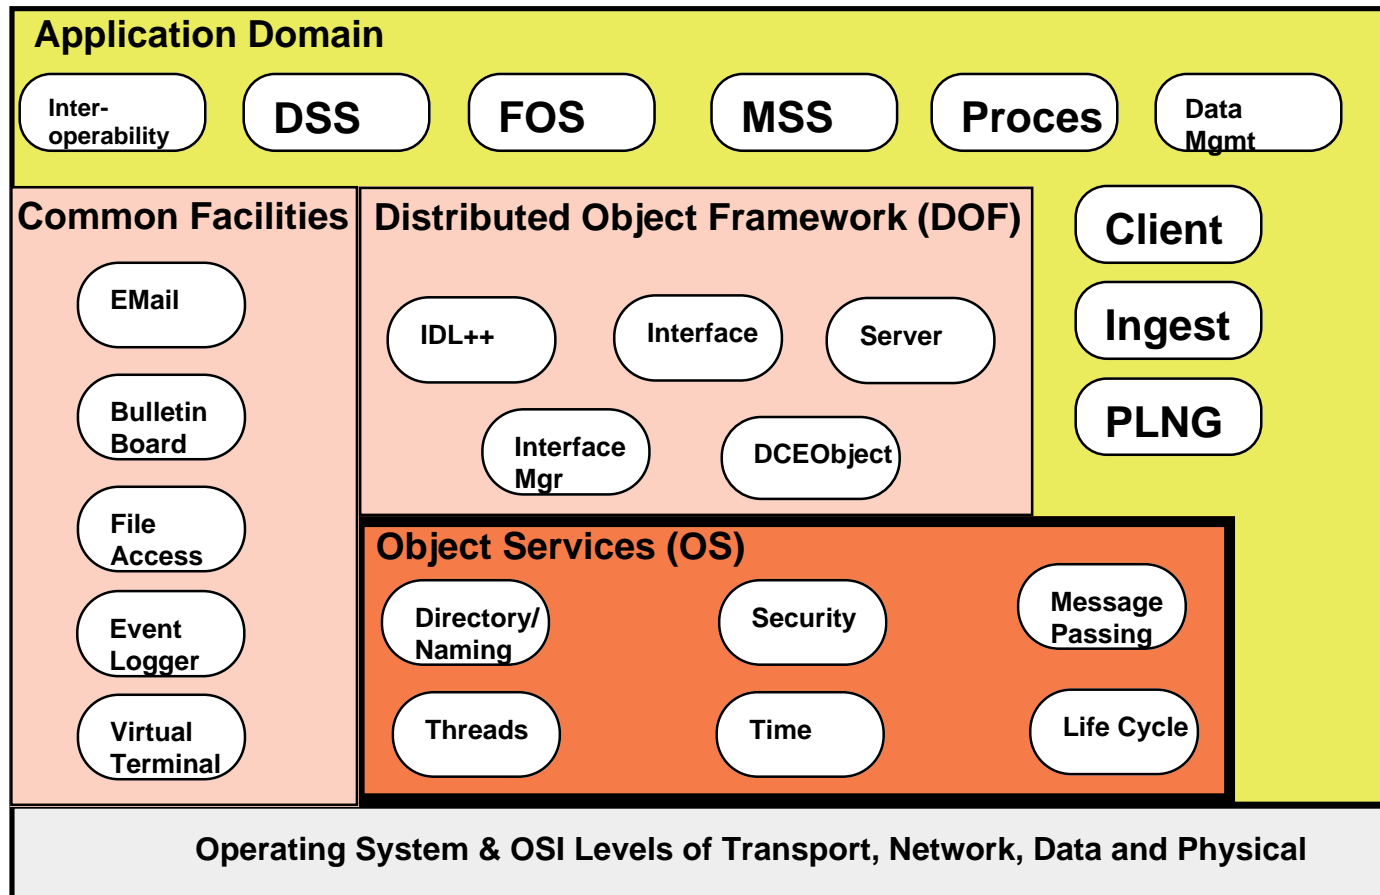 Application Domain
Inter-
operability
DSS
FOS
MSS
Proces
Data
Mgmt
Common Facilities
Distributed Object Framework (DOF)
Client
Ingest
PLNG
EMail
Bulletin
Board
File
Access
Event
Logger
Virtual
Terminal
IDL++
Interface
Server
Interface
Mgr
DCEObject
Object Services (OS)
Directory/
Naming
Security
Message
Passing
Threads
Time
Life Cycle
Operating System & OSI Levels of Transport, Network, Data and Physical